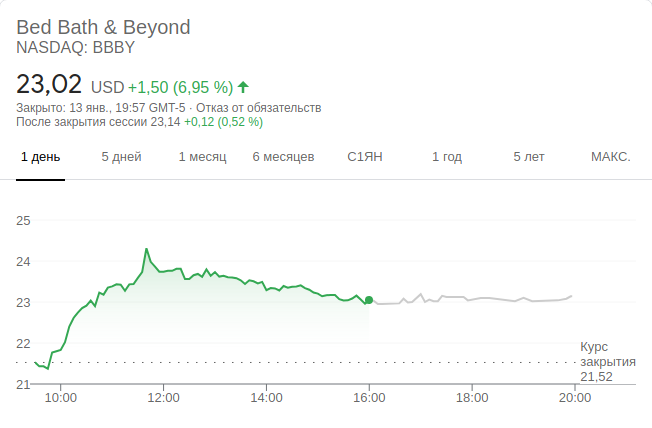 Bed Bath & Beyond
NASDAQ: BBBY
23,02 USD +1,50 (6,95 %)
Закрыто: 13 янв., 19:57 GMT-5 · Отказ от обязательств
После закрытия сессии 23,14 +0,12 (0,52 %)
1 день 5 дней 1 месяц 6 месяцев С1ЯН 1 год 5 лет МАКС.
25
24
23
22
Курс
закрытия
21,52
21
10:00 12:00 14:00 16:00 18:00 20:00